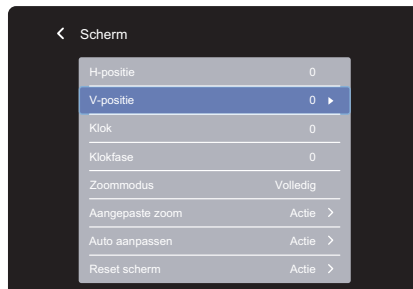 Scherm
H-positie 0
V-positie 0
Klok 0
Klokfase 0
Zoommodus Volledig
Aangepaste zoom Actie
Auto aanpassen Actie
Reset scherm Actie